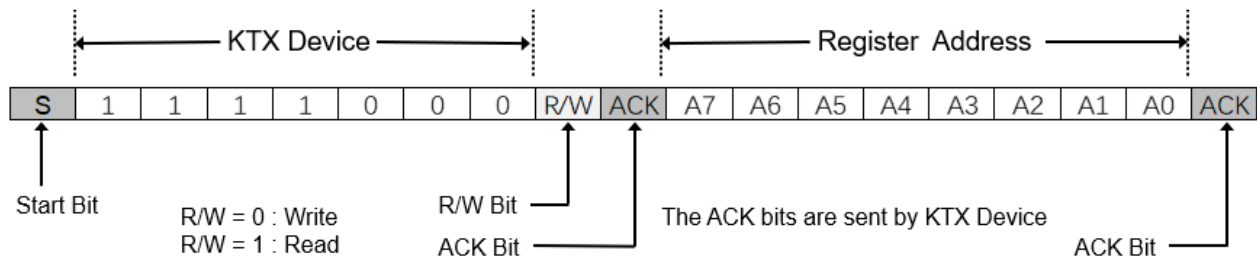 KTX Device Register Address
S 1 1 1 1 0 0 0 R/W ACK A7 A6 A5 A4 A3 A2 A1 A0 ACK
Start Bit R/W Bit The ACK bits are sent by KTX Device
R/W = 0 : Write
R/W = 1 : Read ACK Bit ACK Bit